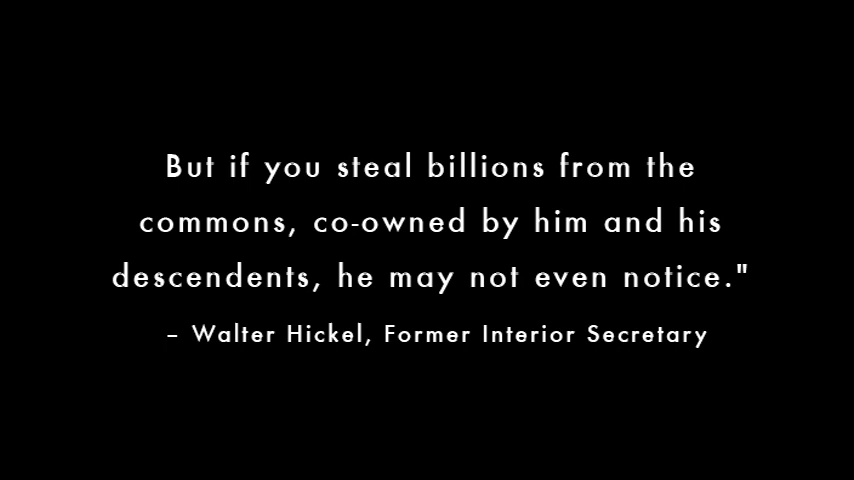 But if you steal billions from the
commons, co-owned by him and his
descendents, he may not even notice."
– Walter Hickel, Former Interior Secretary